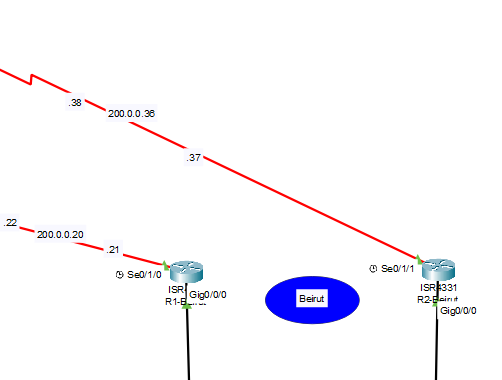 .38
200.0.0.36
.37
.22
200.0.0.20
.21
Se0/1/0
Gig0/0/0
Beirut
Se0/1/1
ISR4331
R2-Beirut
Gig0/0/0